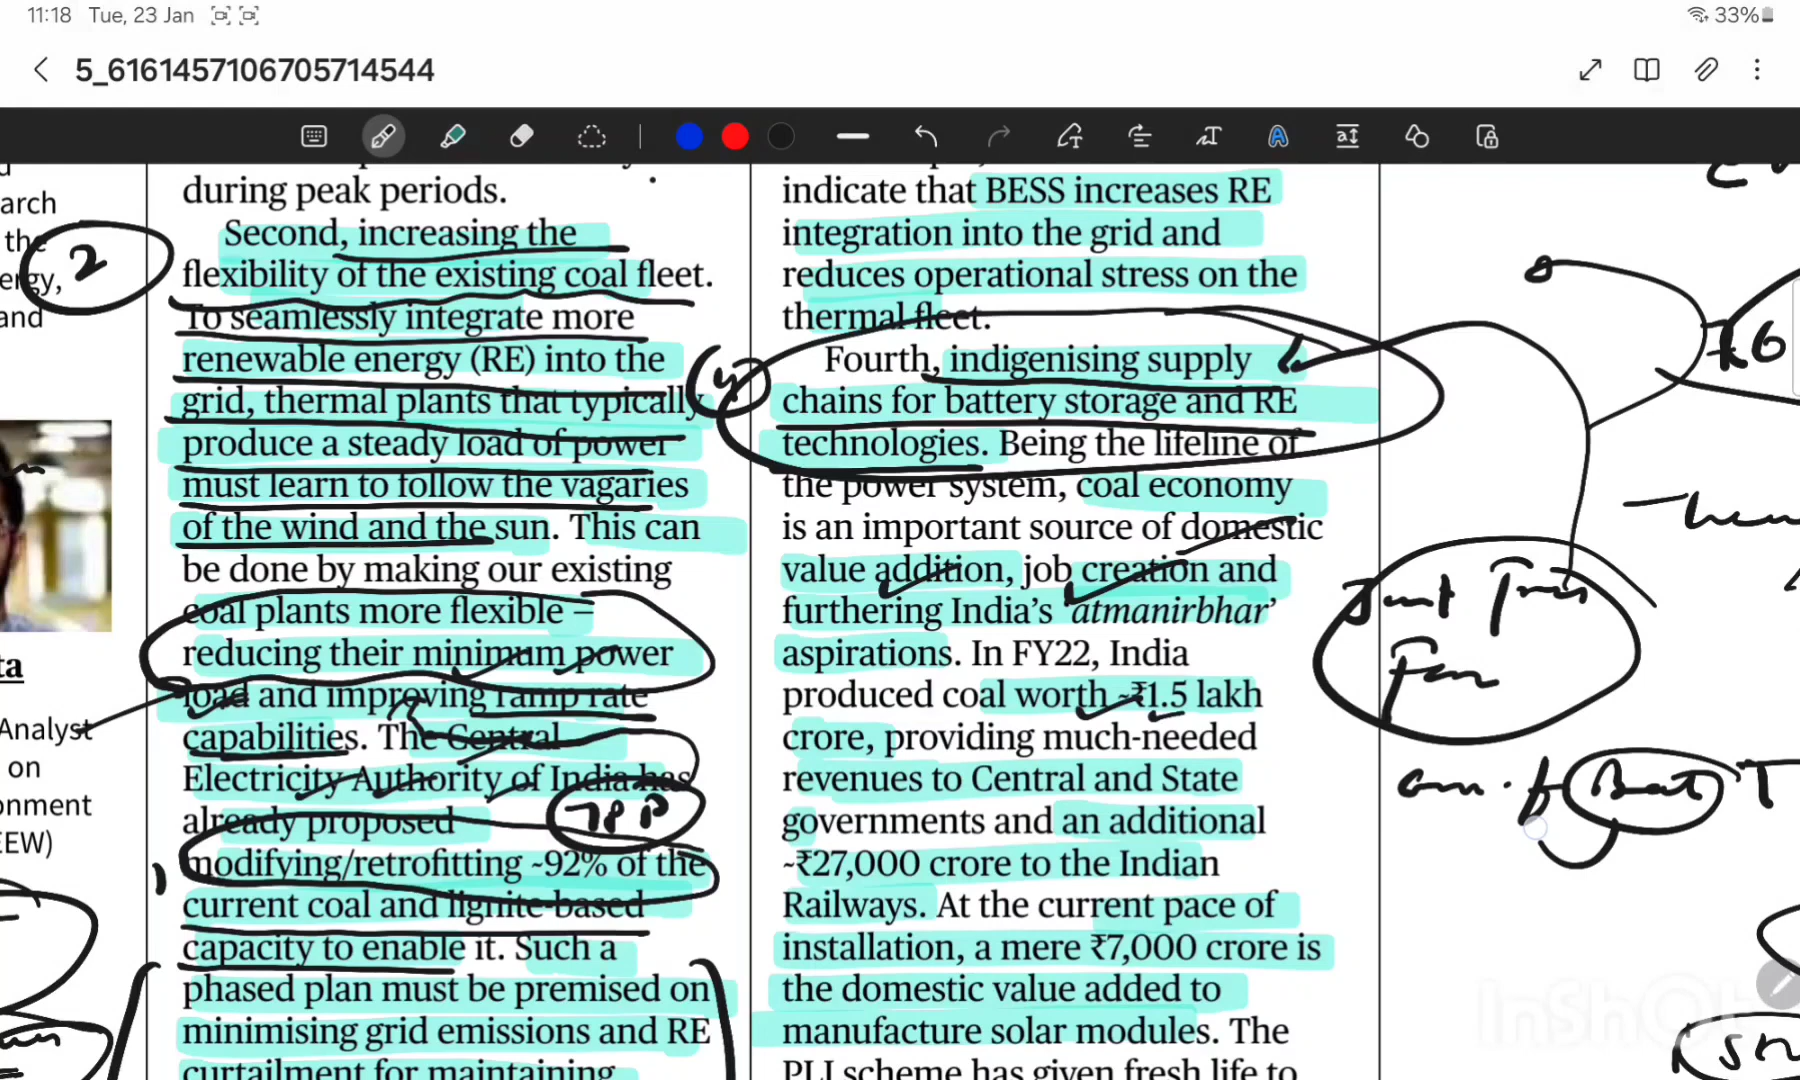 11:18 Tue, 23 Jan
33%
5_6161457106705714544
arch
the
ergy,
and
ta
Analyst
on
onment
EEW)
2
during peak periods.
Second, increasing the
flexibility of the existing coal fleet.
To seamlessly integrate more
renewable energy (RE) into the
grid, thermal plants that typically
produce a steady load of power
must learn to follow the vagaries
of the wind and the sun. This can
be done by making our existing
coal plants more flexible –
reducing their minimum power
load and improving ramp rate
capabilities. The Central
Electricity Authority of India has
already proposed
modifying/retrofitting ~92% of the
current coal and lignite-based
capacity to enable it. Such a
phased plan must be premised on
minimising grid emissions and RE
curtailment for maintaining
indicate that BESS increases RE
integration into the grid and
reduces operational stress on the
thermal fleet.
Fourth, indigenising supply
chains for battery storage and RE
technologies. Being the lifeline of
the power system, coal economy
is an important source of domestic
value addition, job creation and
furthering India's 'atmanirbhar'
aspirations. In FY22, India
produced coal worth ~₹1.5 lakh
crore, providing much-needed
revenues to Central and State
governments and an additional
~₹27,000 crore to the Indian
Railways. At the current pace of
installation, a mere ₹7,000 crore is
the domestic value added to
manufacture solar modules. The
PLI scheme has given fresh life to
InShOt